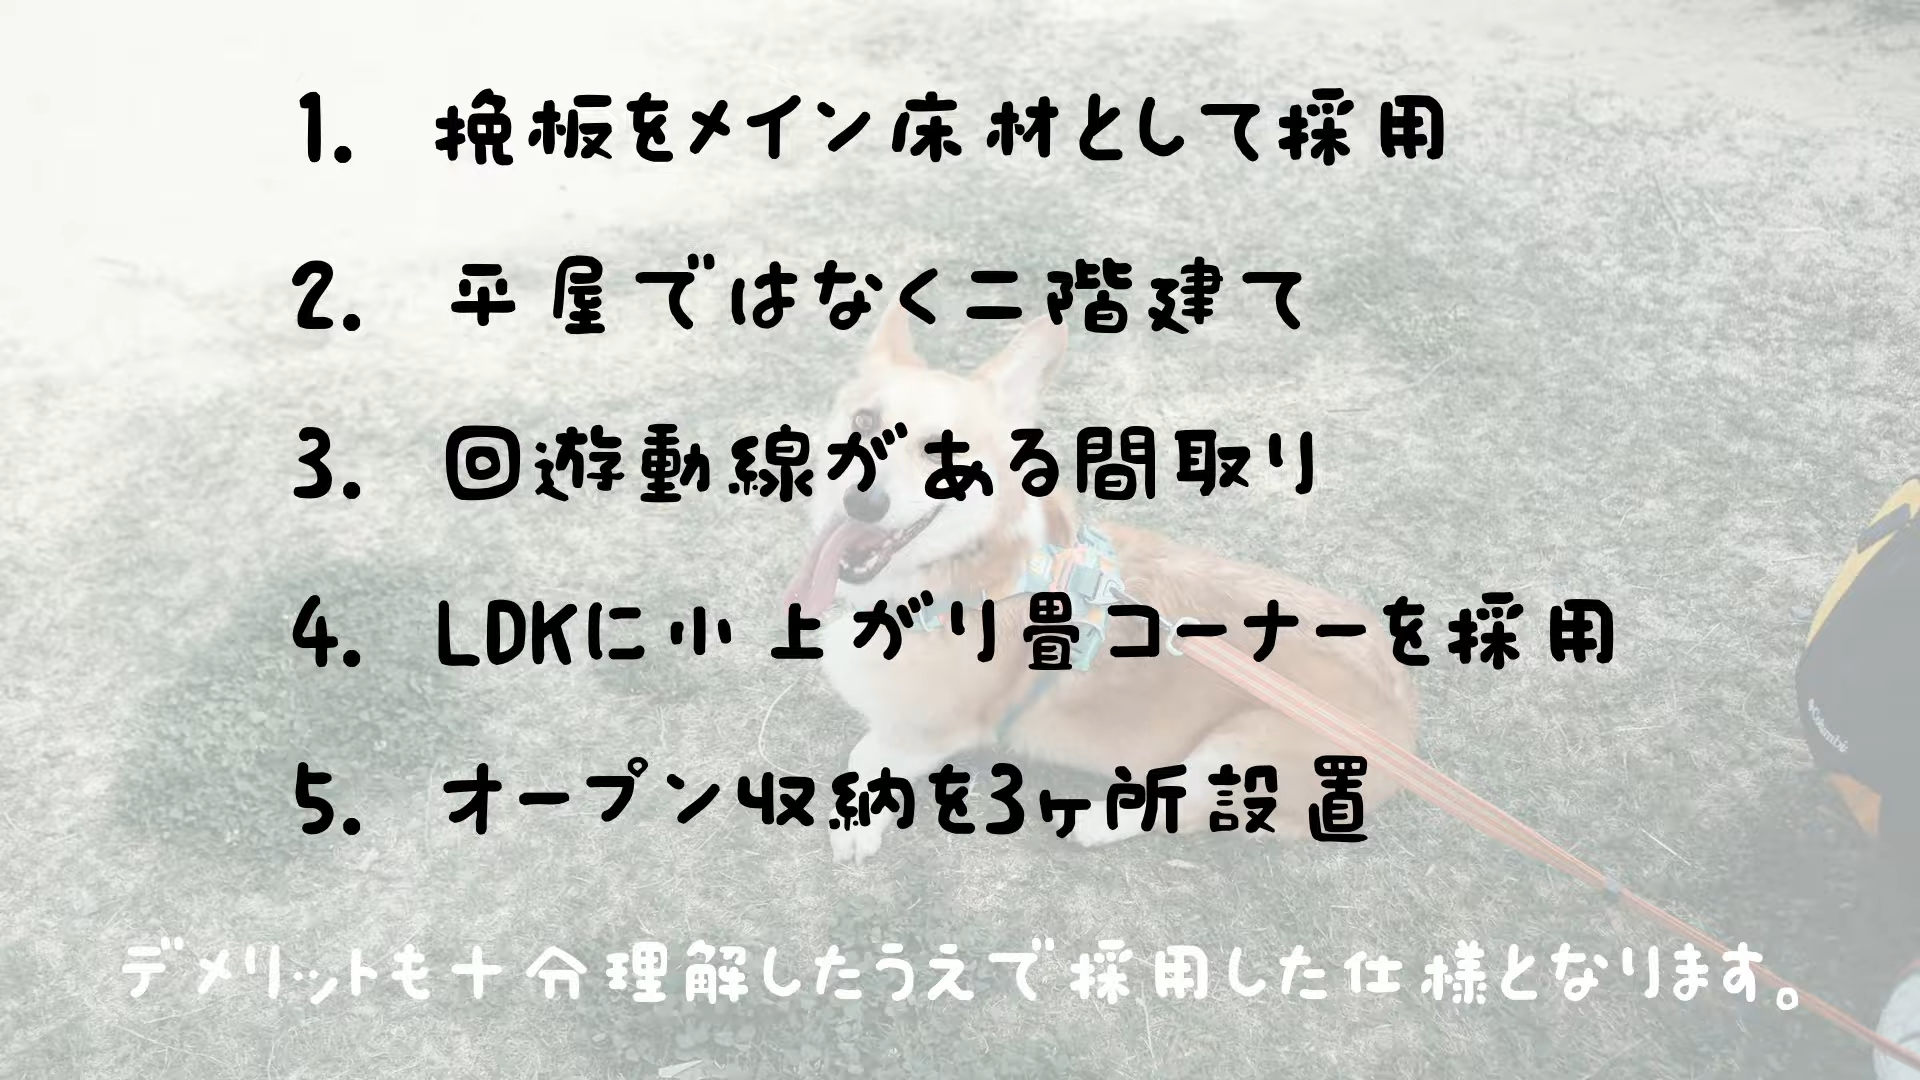 1. 挽板をメイン床材として採用
2. 平屋ではなく二階建て
3. 回遊動線がある間取り
4. LDKに小上がり畳コーナーを採用
5. オープン収納を3ヶ所設置
デメリットも十分理解したうえで採用した仕様となります。
Columbia